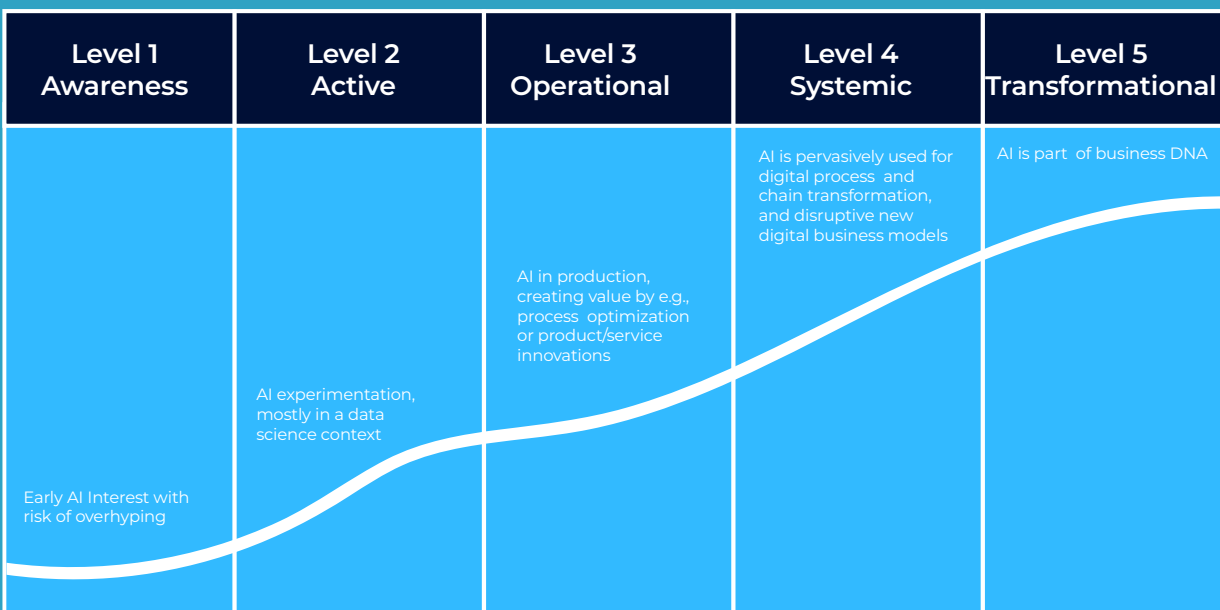 Level 1
Awareness
Level 2
Active
Level 3
Operational
Level 4
Systemic
Level 5
Transformational
Early AI Interest with
risk of overhyping
AI experimentation,
mostly in a data
science context
AI in production,
creating value by e.g.,
process optimization
or product/service
innovations
AI is pervasively used for
digital process and
chain transformation,
and disruptive new
digital business models
AI is part of business DNA